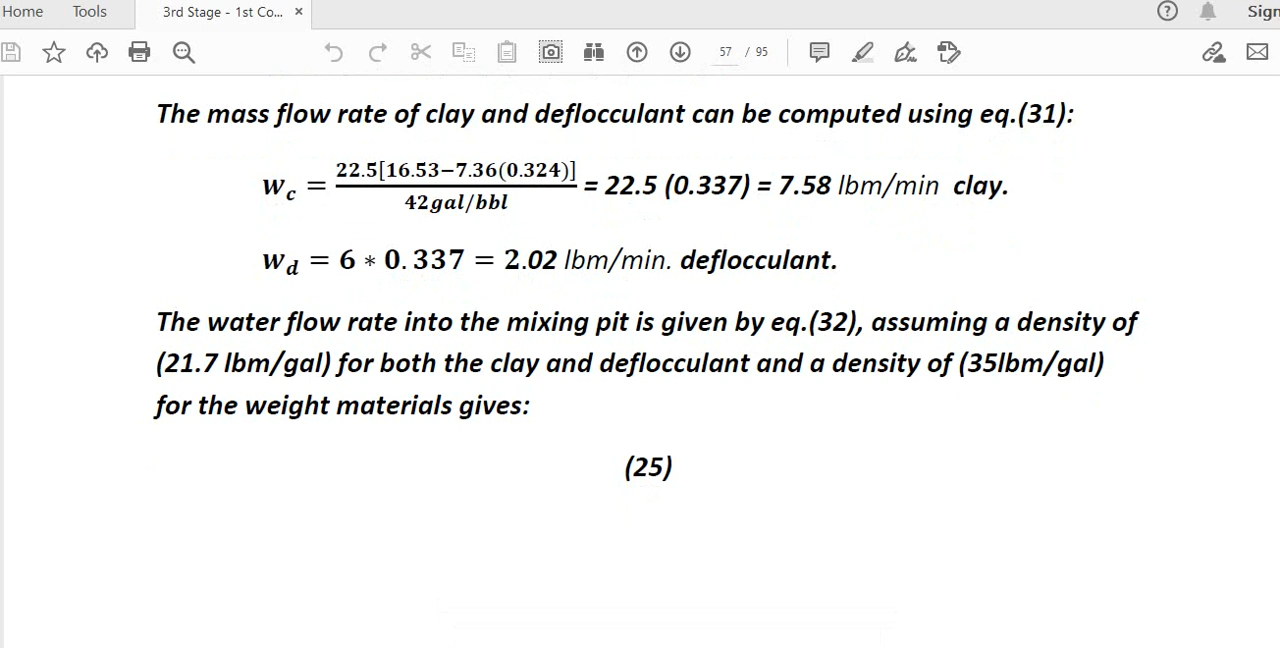 Home Tools 3rd Stage - 1st Co... × Sign
57 / 95
The mass flow rate of clay and deflocculant can be computed using eq.(31):
w_c = 22.5[16.53−7.36(0.324)] / 42gal/bbl = 22.5 (0.337) = 7.58 lbm/min clay.
w_d = 6 * 0.337 = 2.02 lbm/min. deflocculant.
The water flow rate into the mixing pit is given by eq.(32), assuming a density of
(21.7 lbm/gal) for both the clay and deflocculant and a density of (35lbm/gal)
for the weight materials gives:
(25)